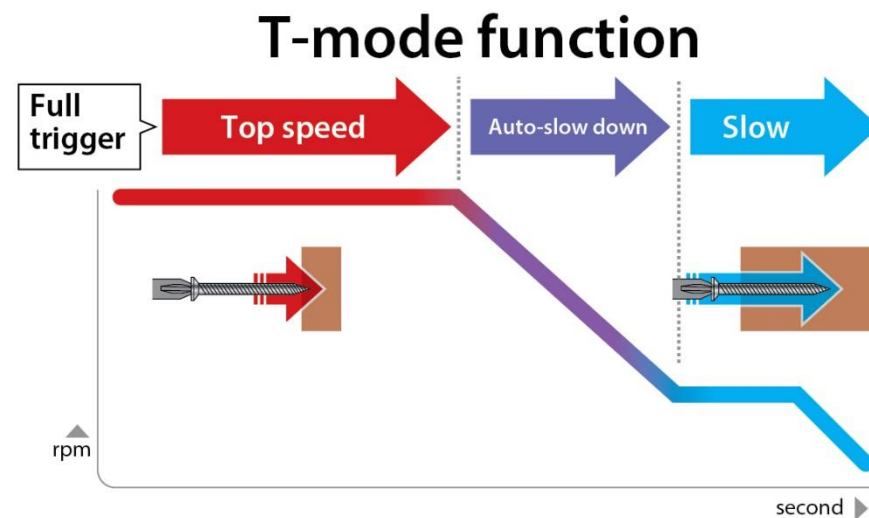 T-mode function
Full
trigger
Top speed
Auto-slow down
Slow
rpm
second